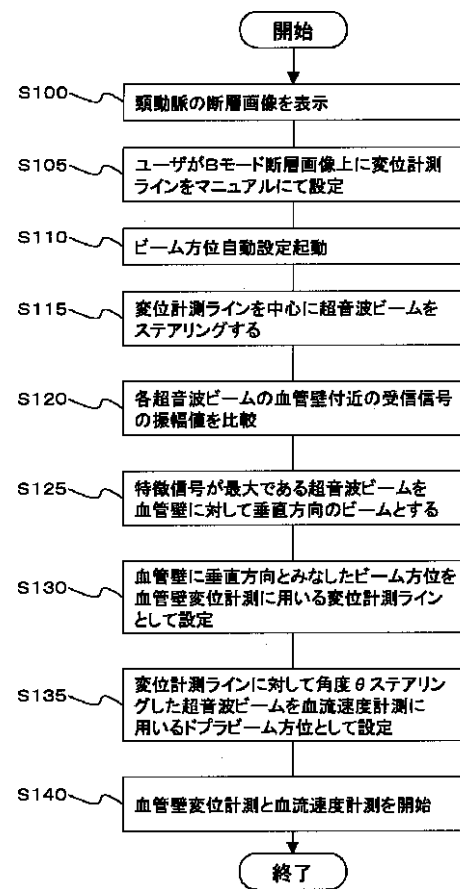 開始
S100
頸動脈の断層画像を表示
S105
ユーザがBモード断層画像上に変位計測
ラインをマニュアルにて設定
S110
ビーム方位自動設定起動
S115
変位計測ラインを中心に超音波ビームを
ステアリングする
S120
各超音波ビームの血管壁付近の受信信号
の振幅値を比較
S125
特徴信号が最大である超音波ビームを
血管壁に対して垂直方向のビームとする
S130
血管壁に垂直方向とみなしたビーム方位を
血管壁変位計測に用いる変位計測ライン
として設定
S135
変位計測ラインに対して角度θステアリン
グした超音波ビームを血流速度計測に
用いるドプラビーム方位として設定
S140
血管壁変位計測と血流速度計測を開始
終了